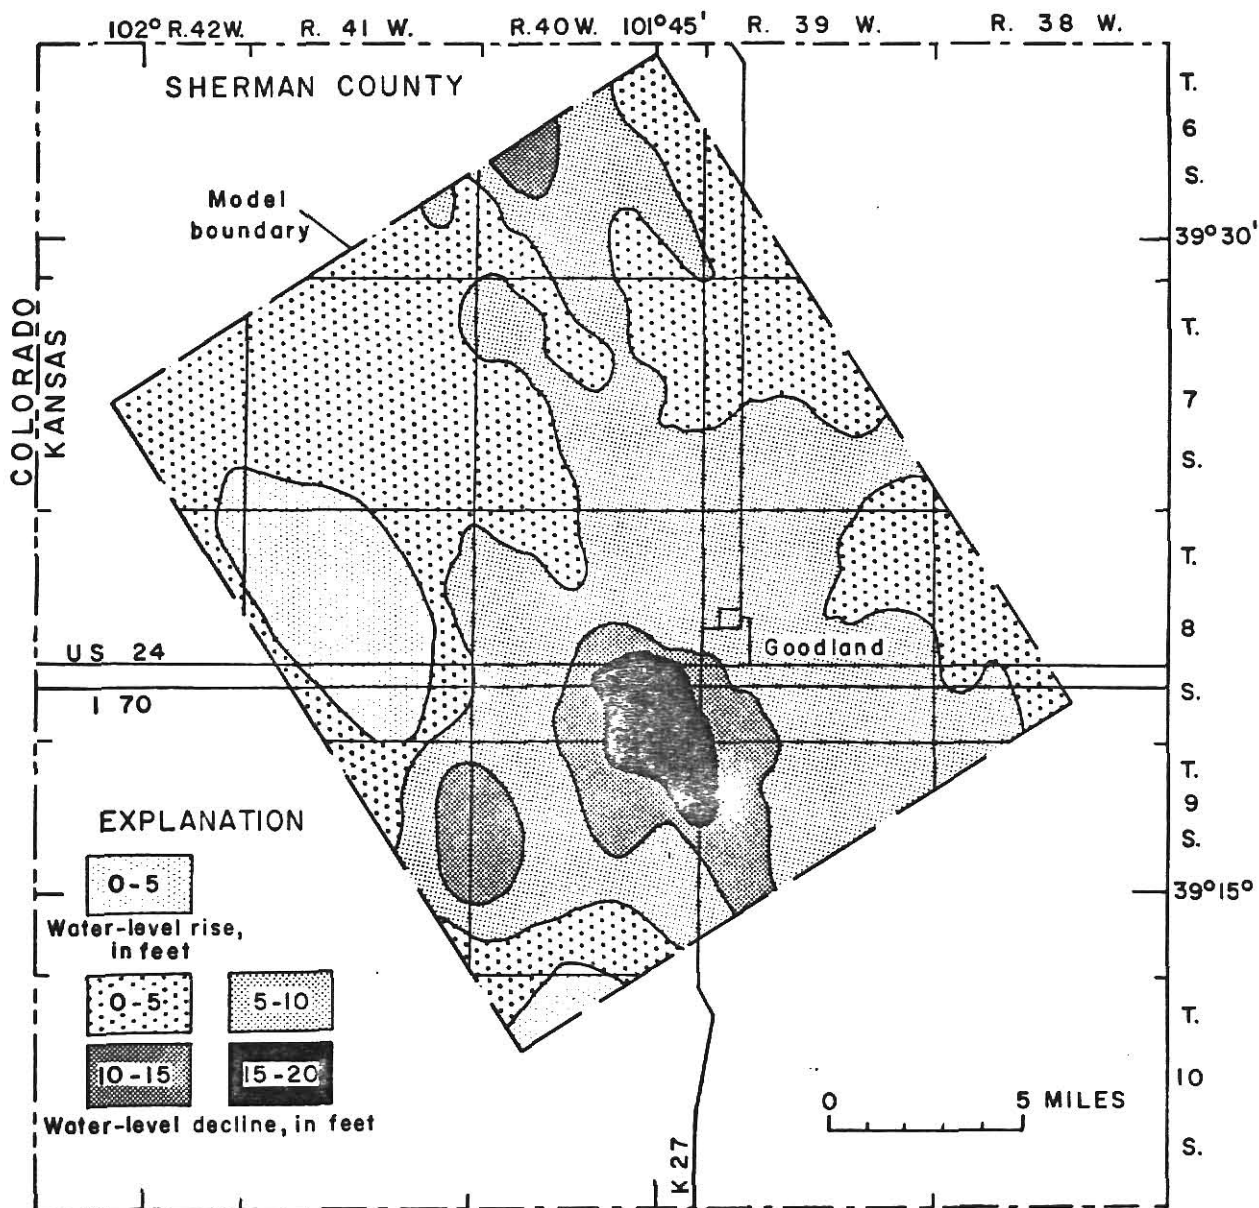 102° R.42W. R. 41 W. R.40W. 101°45' R. 39 W. R. 38 W.
SHERMAN COUNTY
T.
6
S.
Model
boundary
39°30'
COLORADO
KANSAS
T.
7
S.
T.
8
S.
US 24
Goodland
I 70
T.
9
S.
EXPLANATION
0-5
Water-level rise,
in feet
39°15°
0-5 5-10
10-15 15-20
Water-level decline, in feet
T.
10
S.
0 5 MILES
K 27